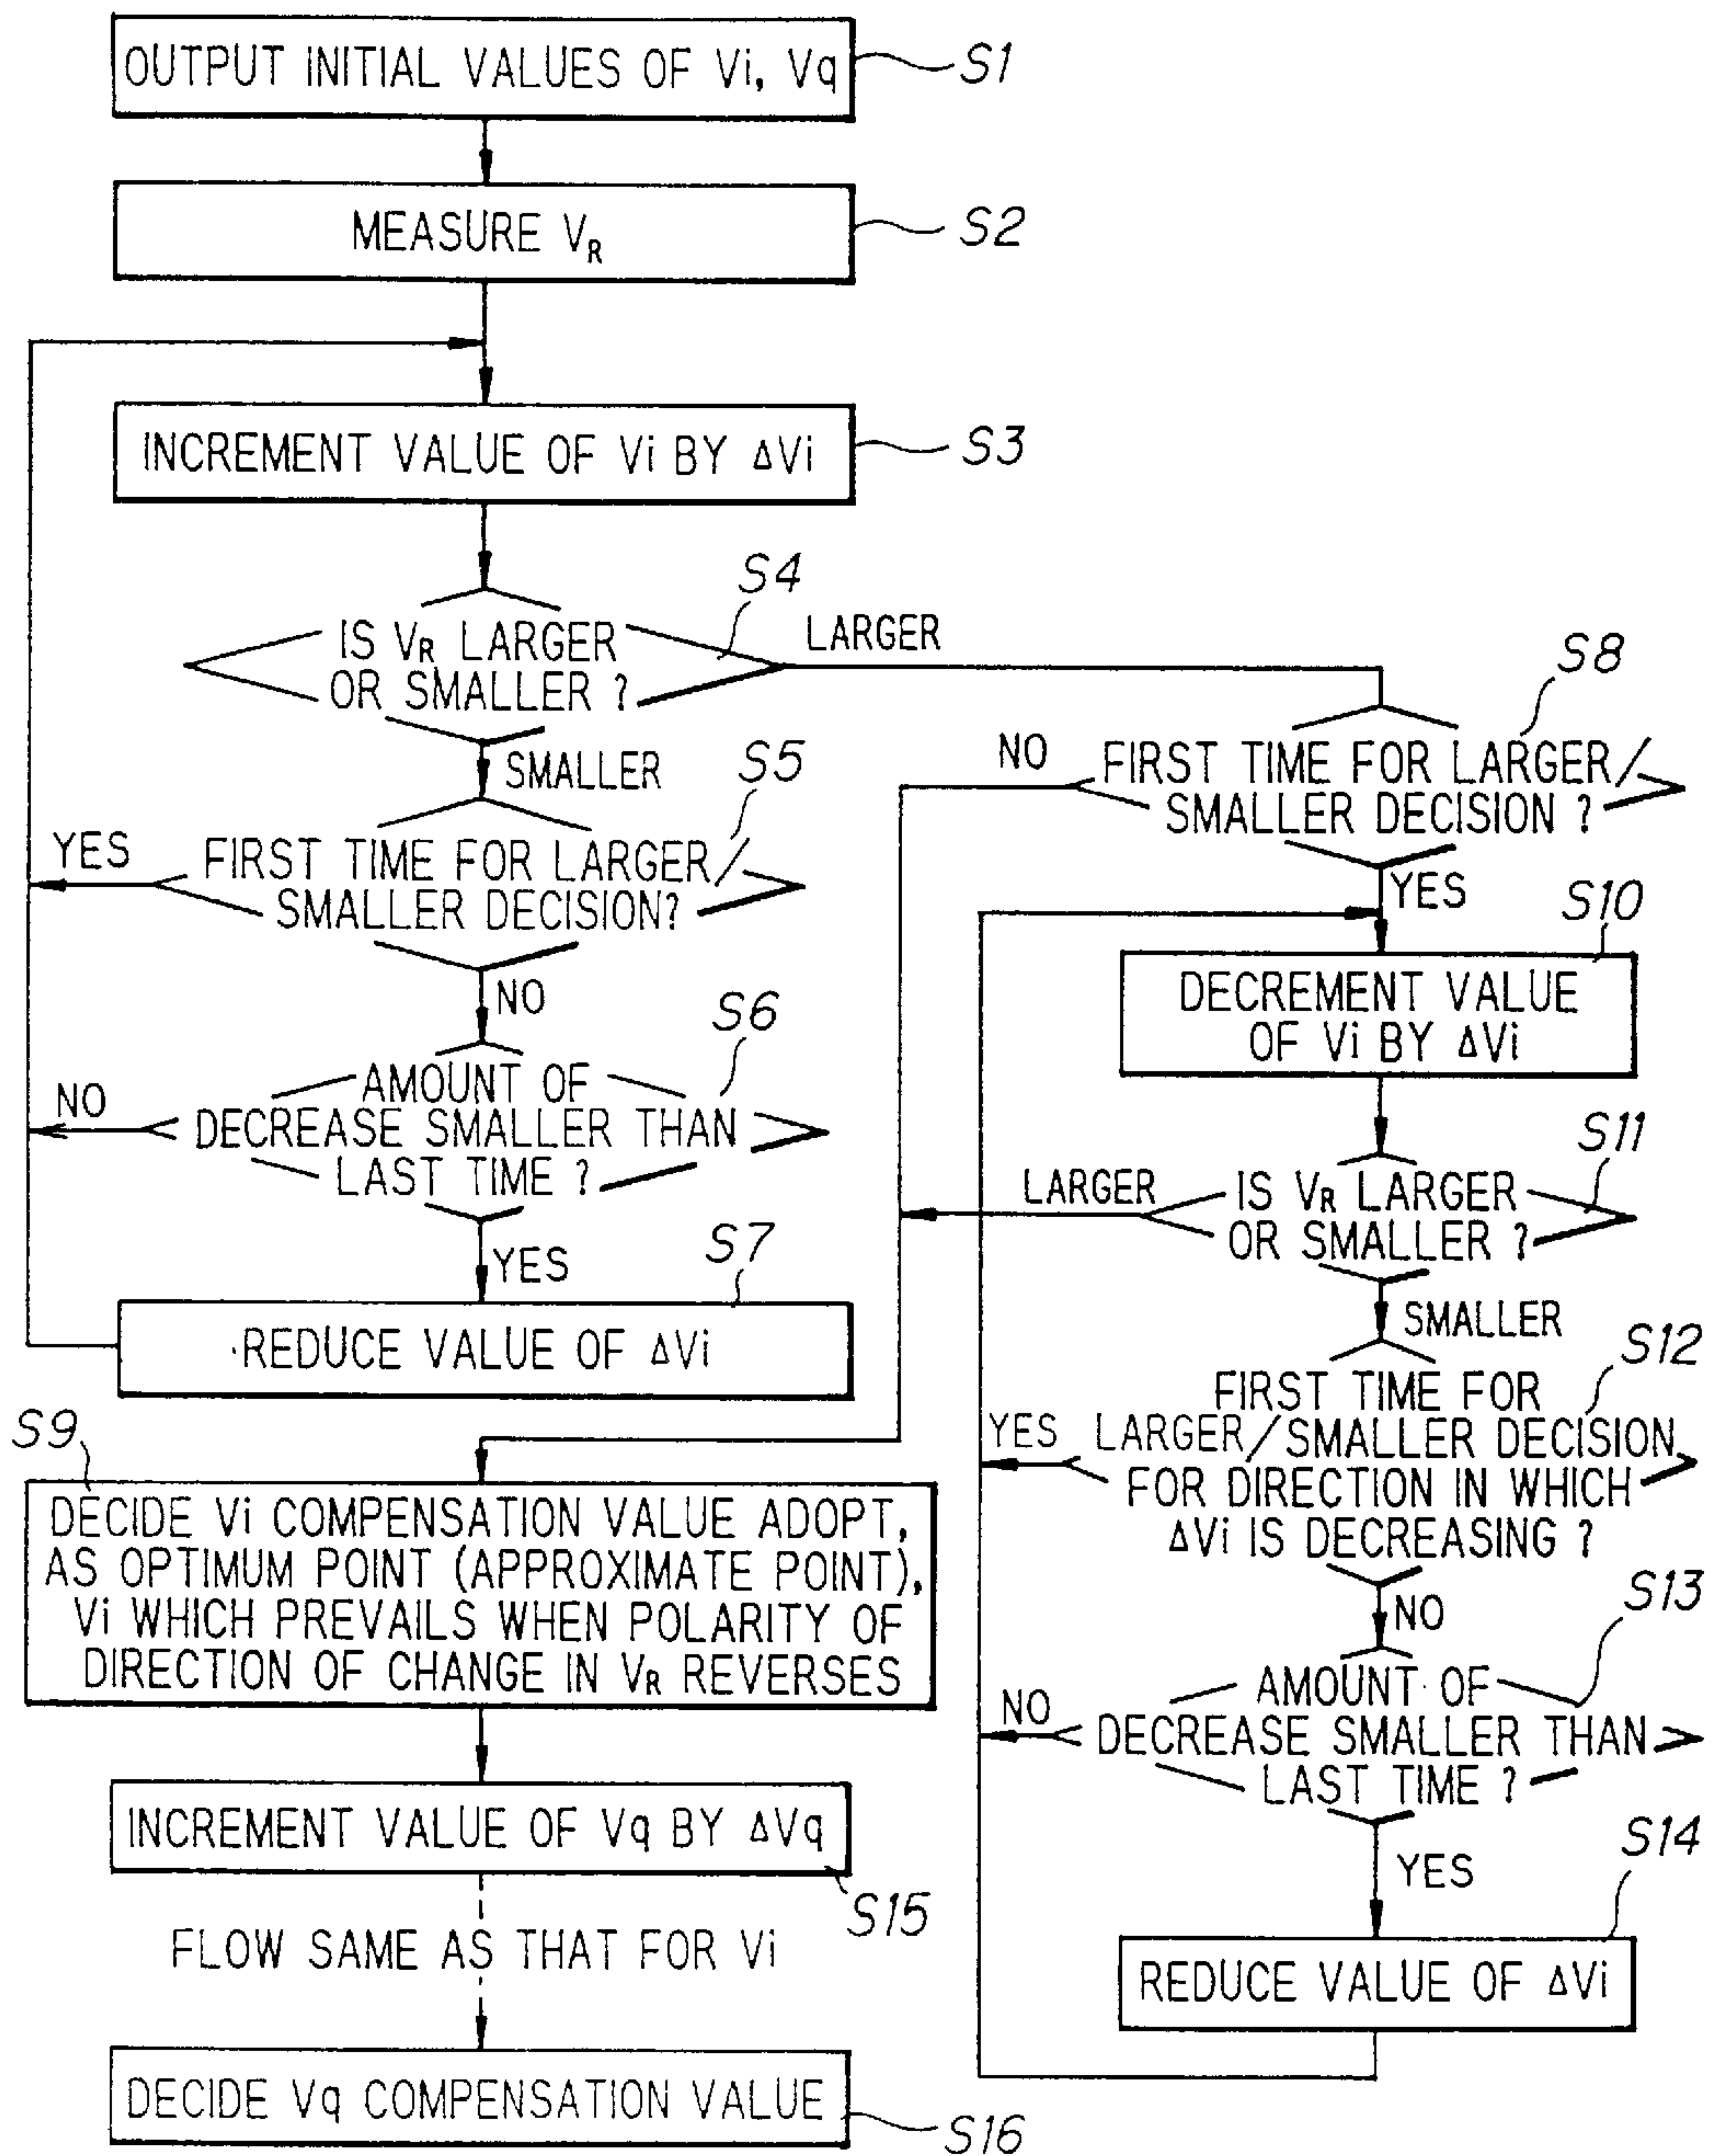 OUTPUT INITIAL VALUES OF Vi, Vq
S1
MEASURE VR
S2
INCREMENT VALUE OF Vi BY ΔVi
S3
S4
IS VR LARGER
OR SMALLER ?
LARGER
SMALLER
S5
FIRST TIME FOR LARGER/
SMALLER DECISION?
YES
NO
S6
AMOUNT OF
DECREASE SMALLER THAN
LAST TIME ?
NO
YES
S7
REDUCE VALUE OF ΔVi
S8
FIRST TIME FOR LARGER/
SMALLER DECISION ?
NO
YES
S10
DECREMENT VALUE
OF Vi BY ΔVi
S11
IS VR LARGER
OR SMALLER ?
LARGER
SMALLER
S12
FIRST TIME FOR
LARGER/SMALLER DECISION
FOR DIRECTION IN WHICH
ΔVi IS DECREASING ?
YES
NO
S13
AMOUNT OF
DECREASE SMALLER THAN
LAST TIME ?
NO
YES
S14
REDUCE VALUE OF ΔVi
S9
DECIDE Vi COMPENSATION VALUE ADOPT,
AS OPTIMUM POINT (APPROXIMATE POINT),
Vi WHICH PREVAILS WHEN POLARITY OF
DIRECTION OF CHANGE IN VR REVERSES
INCREMENT VALUE OF Vq BY ΔVq
S15
FLOW SAME AS THAT FOR Vi
DECIDE Vq COMPENSATION VALUE
S16